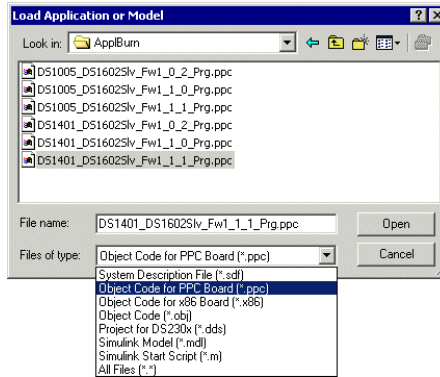 Load Application or Model
Look in: ApplBurn
DS1005_DS1602Slv_Fw1_0_2_Prg.ppc
DS1005_DS1602Slv_Fw1_1_0_Prg.ppc
DS1005_DS1602Slv_Fw1_1_1_Prg.ppc
DS1401_DS1602Slv_Fw1_0_2_Prg.ppc
DS1401_DS1602Slv_Fw1_1_0_Prg.ppc
DS1401_DS1602Slv_Fw1_1_1_Prg.ppc
File name: DS1401_DS1602Slv_Fw1_1_1_Prg.ppc Open
Files of type: Object Code for PPC Board (*.ppc) Cancel
System Description File (*.sdf)
Object Code for PPC Board (*.ppc)
Object Code for x86 Board (*.x86)
Object Code (*.obj)
Project for DS230x (*.dds)
Simulink Model (*.mdl)
Simulink Start Script (*.m)
All Files (*.*)